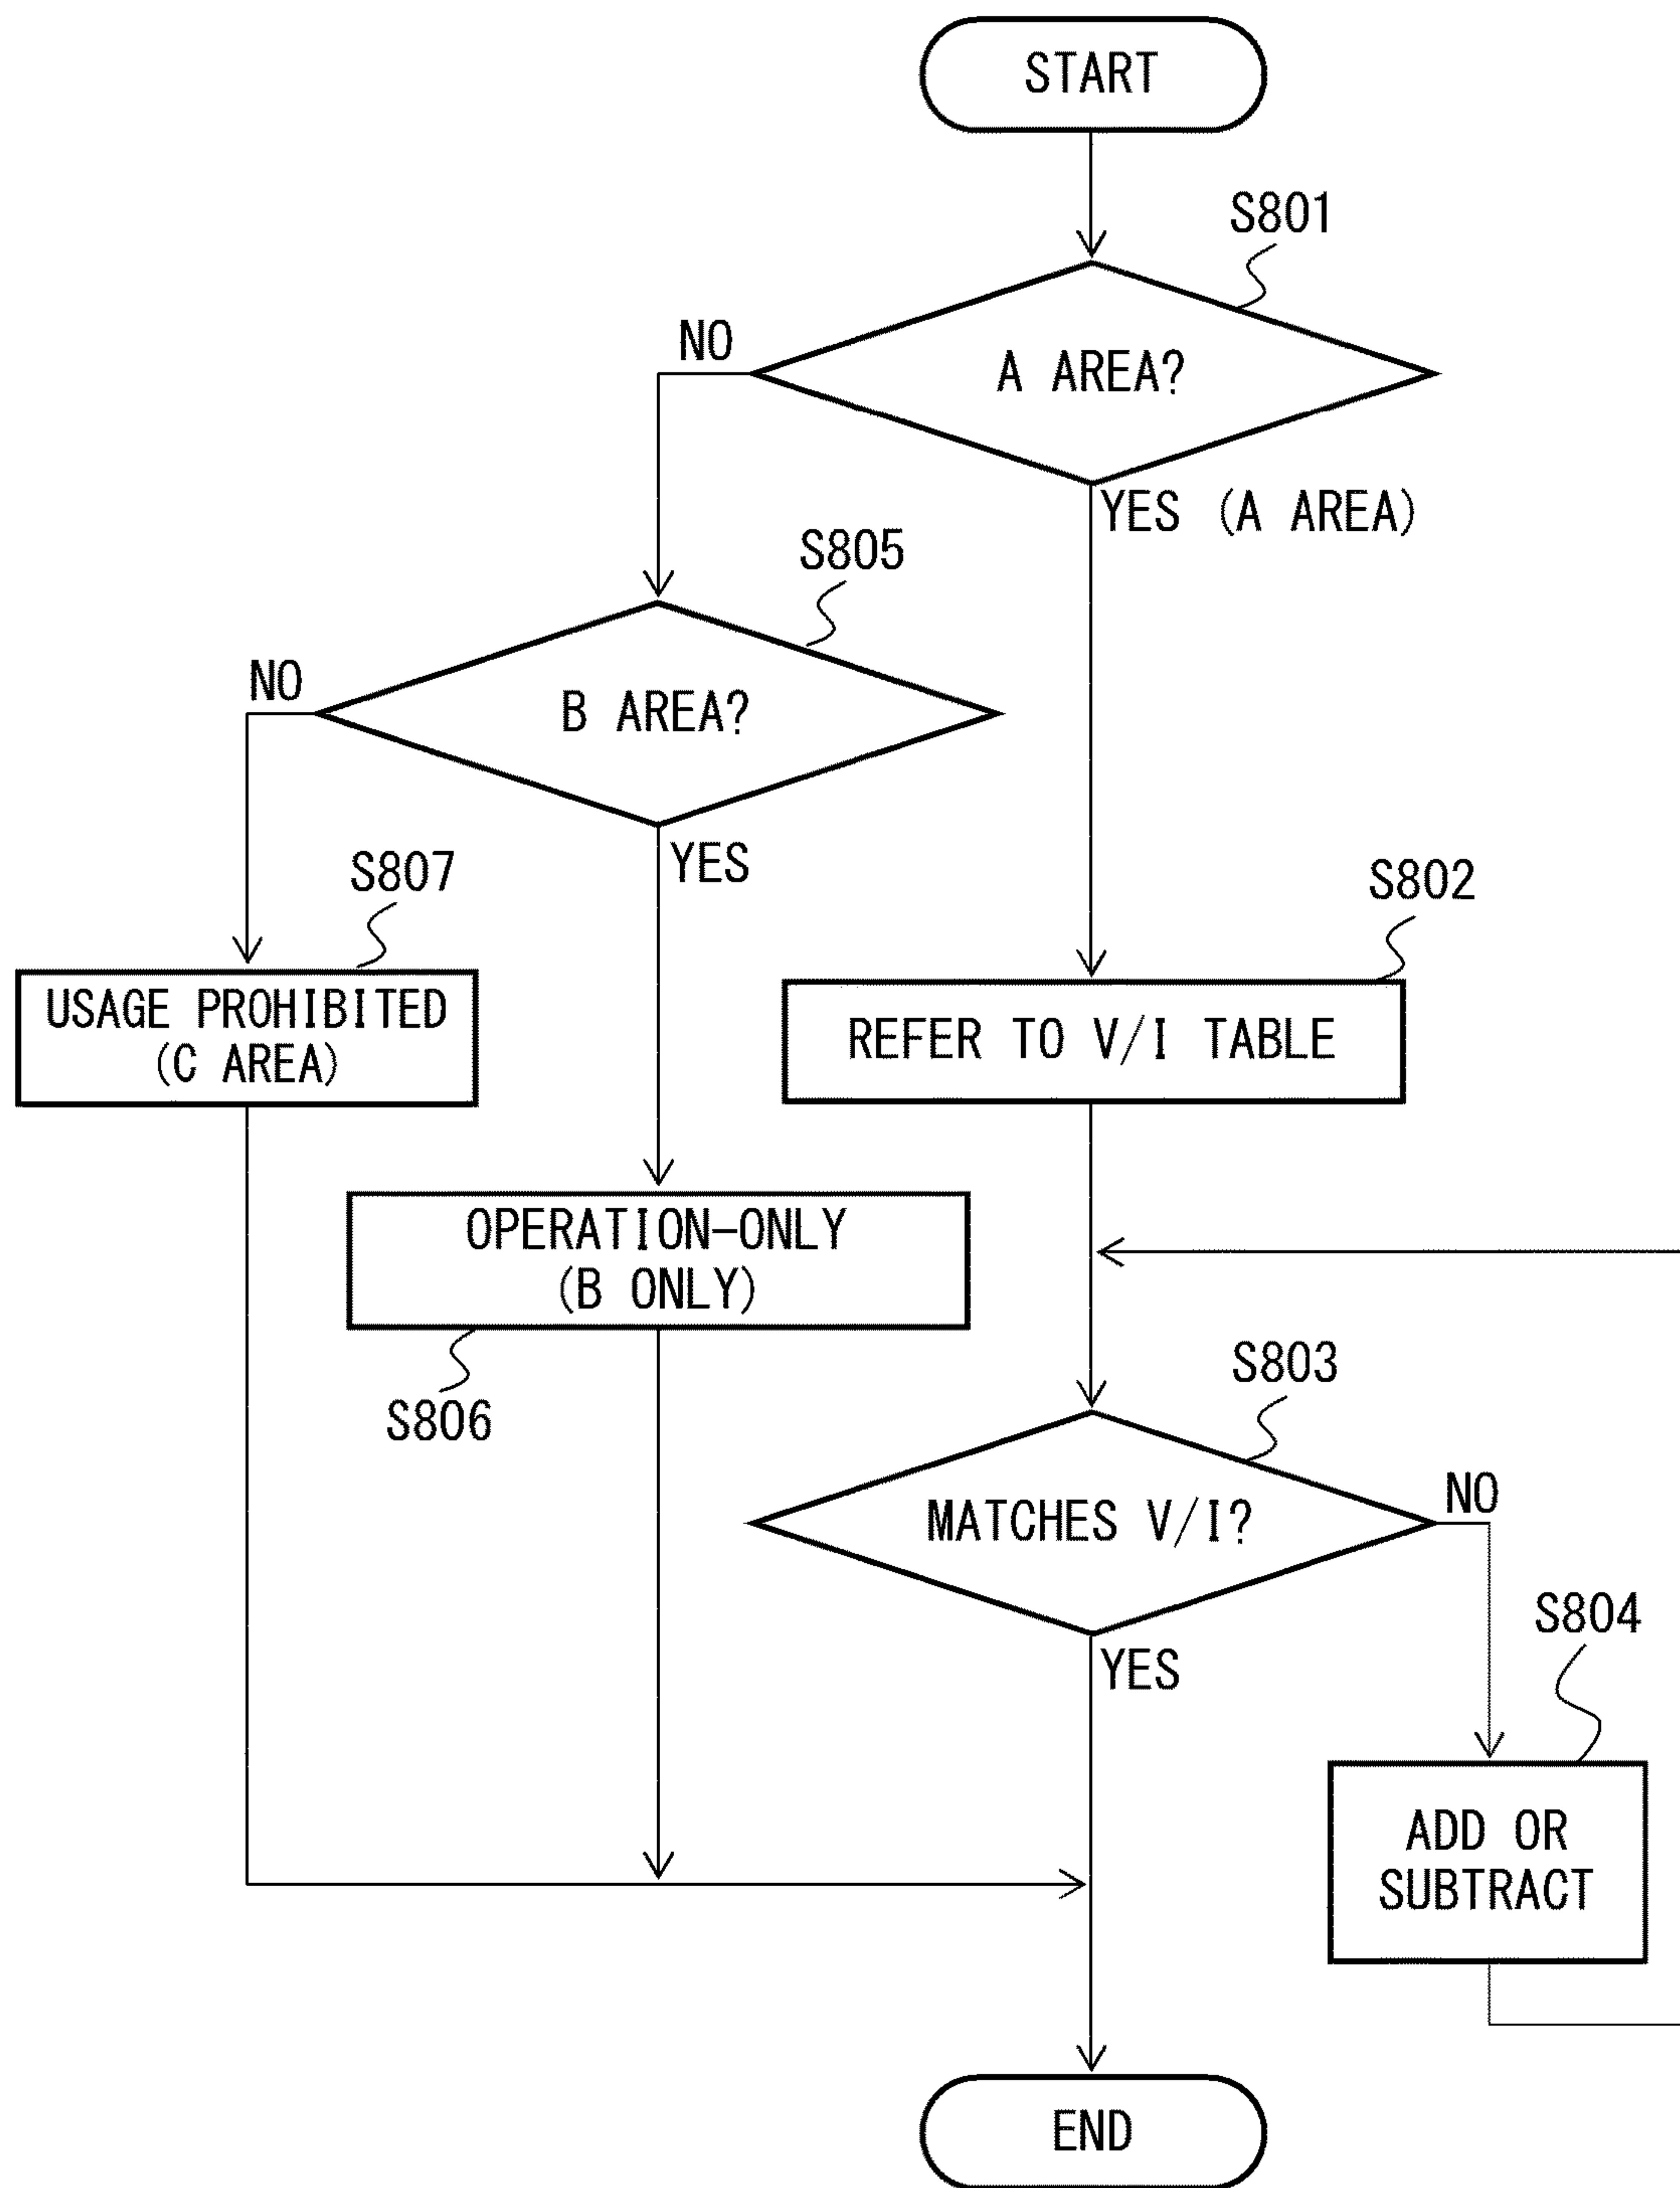 START
S801
NO
A AREA?
YES (A AREA)
S805
NO
B AREA?
YES
S807
S802
USAGE PROHIBITED
(C AREA)
REFER TO V/I TABLE
OPERATION-ONLY
(B ONLY)
S806
S803
MATCHES V/I?
NO
YES
S804
ADD OR
SUBTRACT
END